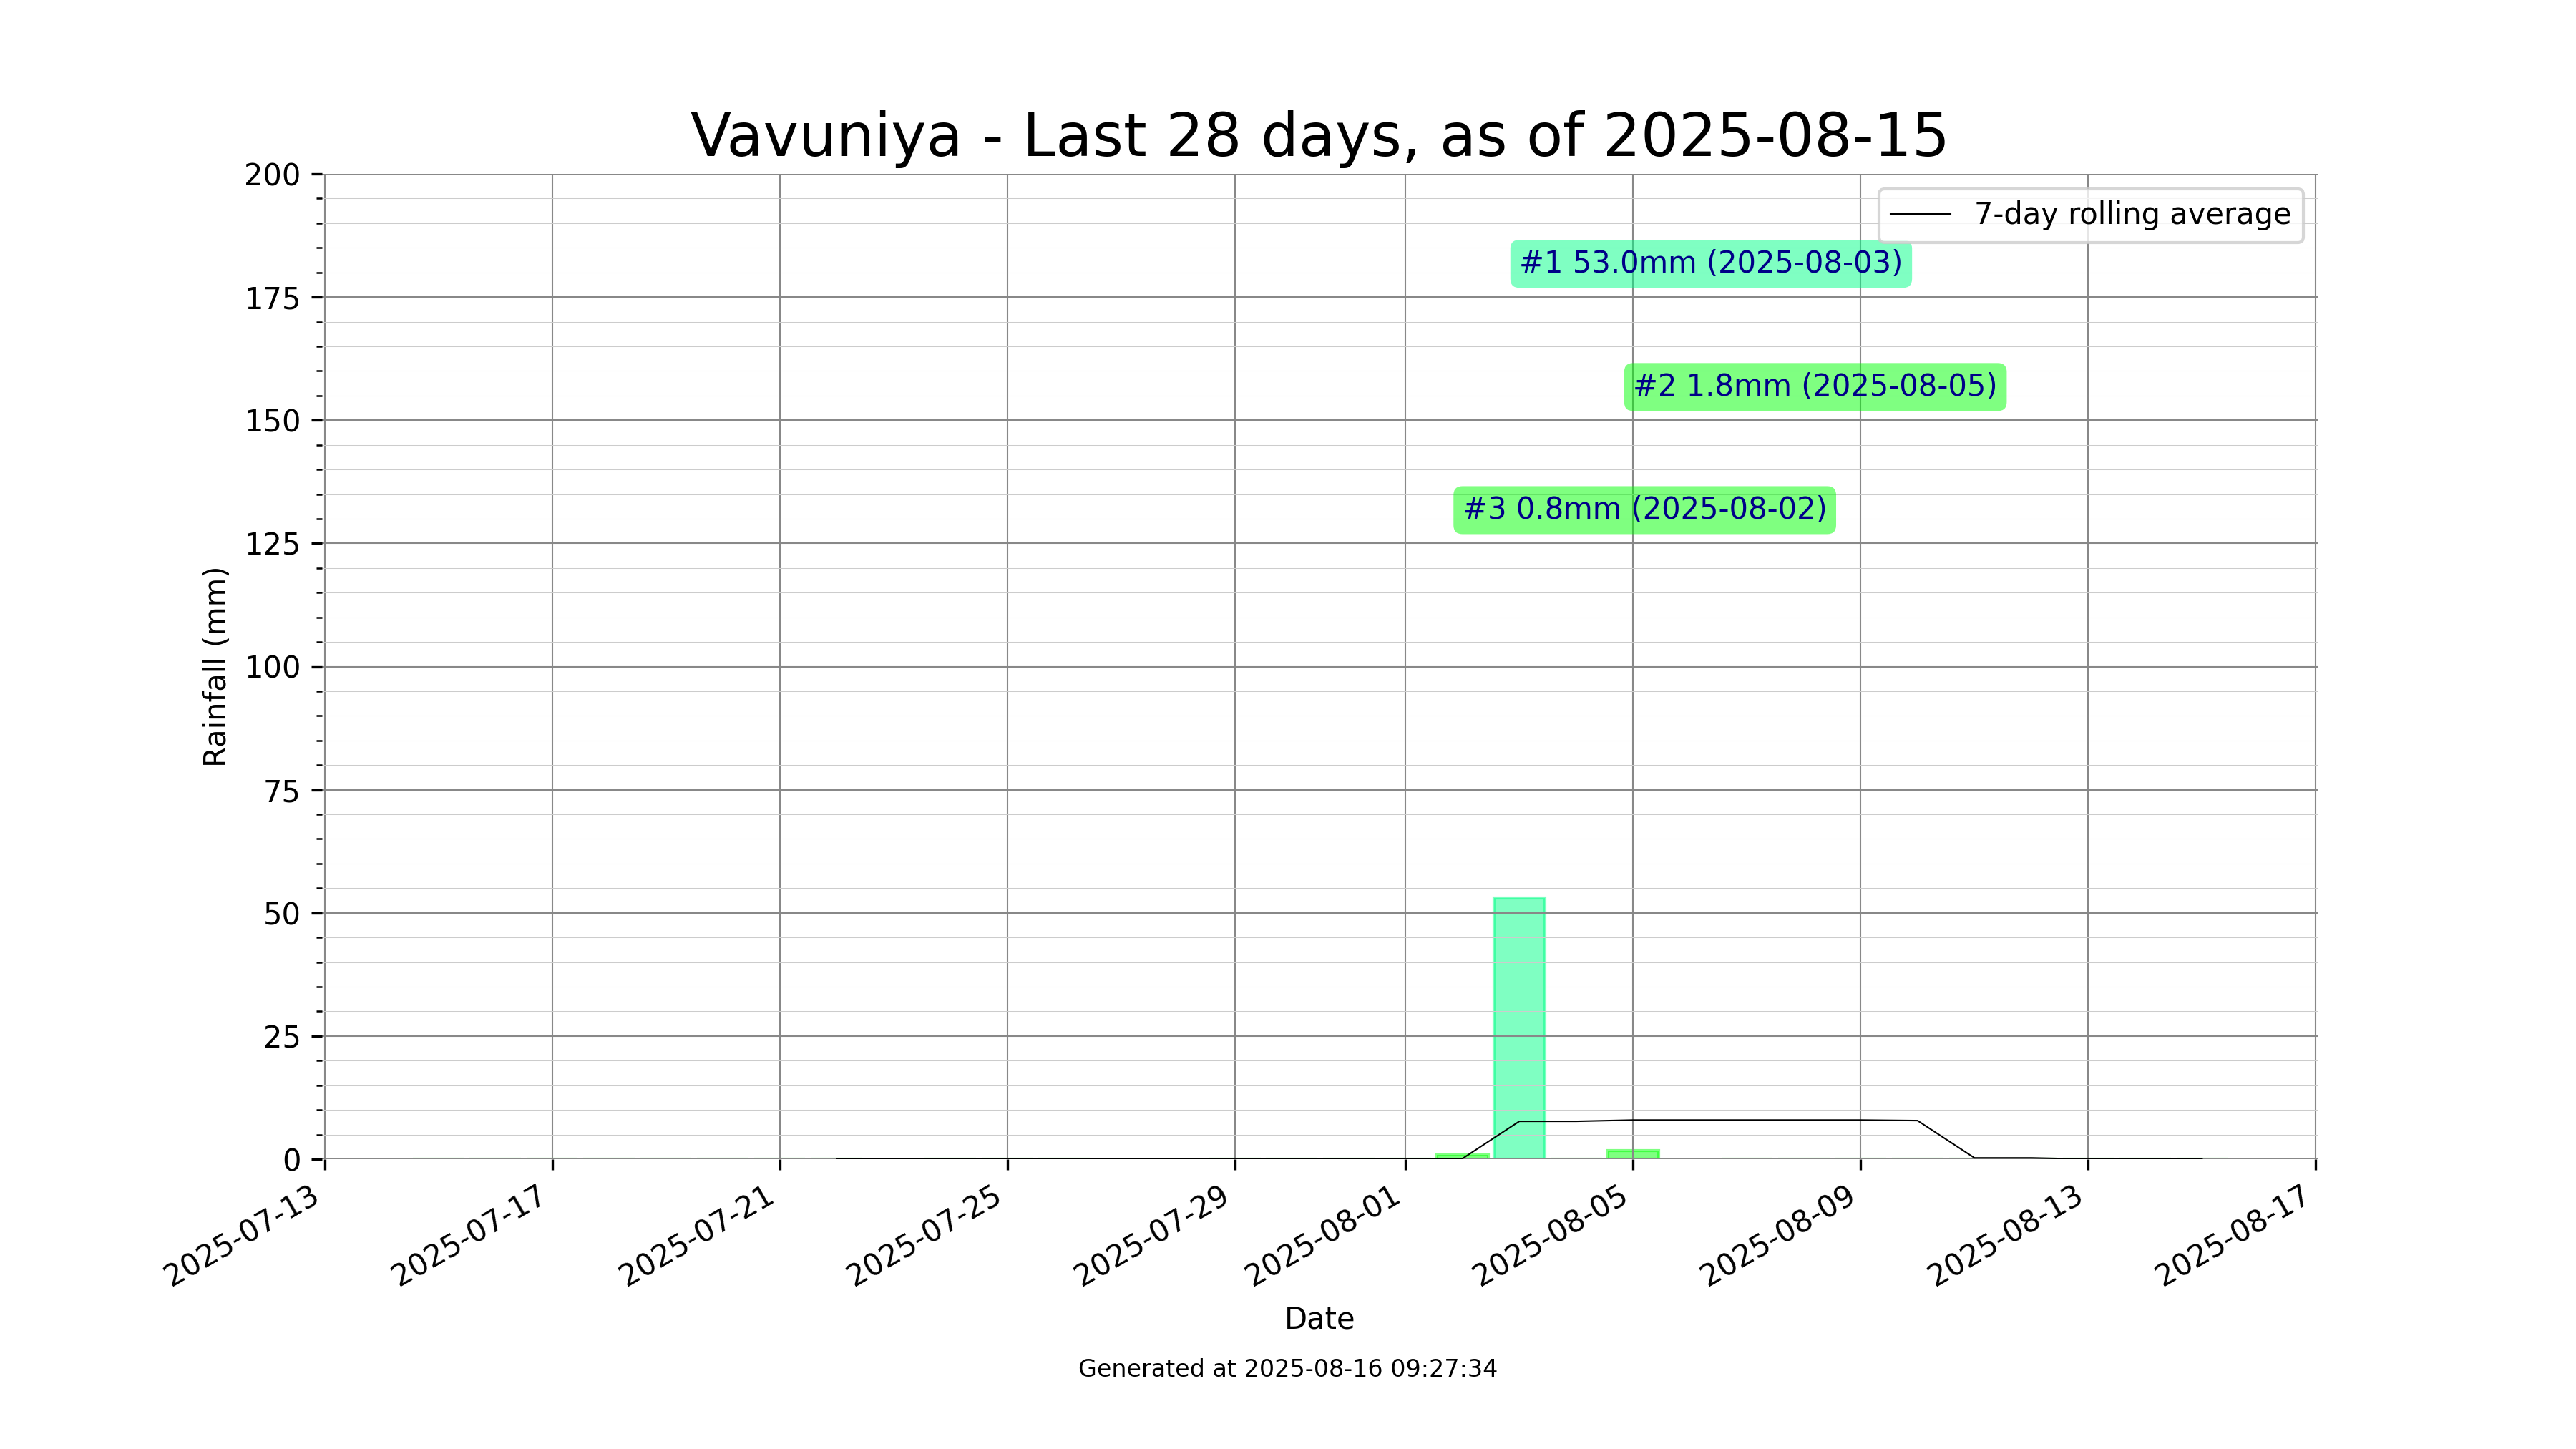 Vavuniya - Last 28 days, as of 2025-08-15
7-day rolling average
#1 53.0mm (2025-08-03)
#2 1.8mm (2025-08-05)
#3 0.8mm (2025-08-02)
Rainfall (mm)
200
175
150
125
100
75
50
25
0
2025-07-13
2025-07-17
2025-07-21
2025-07-25
2025-07-29
2025-08-01
2025-08-05
2025-08-09
2025-08-13
2025-08-17
Date
Generated at 2025-08-16 09:27:34